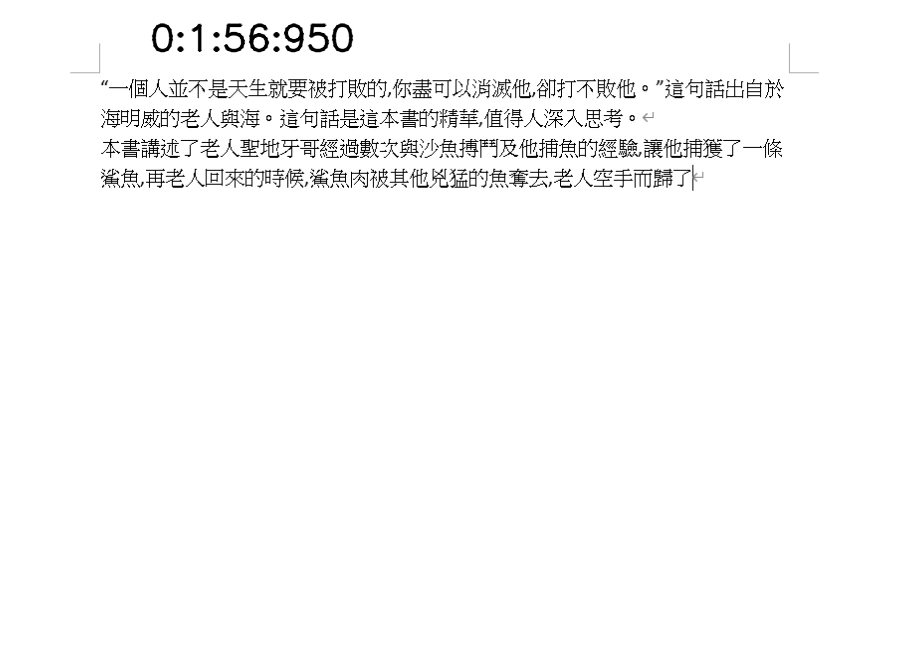 0:1:56:950
“一個人並不是天生就要被打敗的,你盡可以消滅他,卻打不敗他。”這句話出自於
海明威的老人與海。這句話是這本書的精華,值得人深入思考。
本書講述了老人聖地牙哥經過數次與沙魚搏鬥及他捕魚的經驗,讓他捕獲了一條
鯊魚,再老人回來的時候,鯊魚肉被其他兇猛的魚奪去,老人空手而歸了